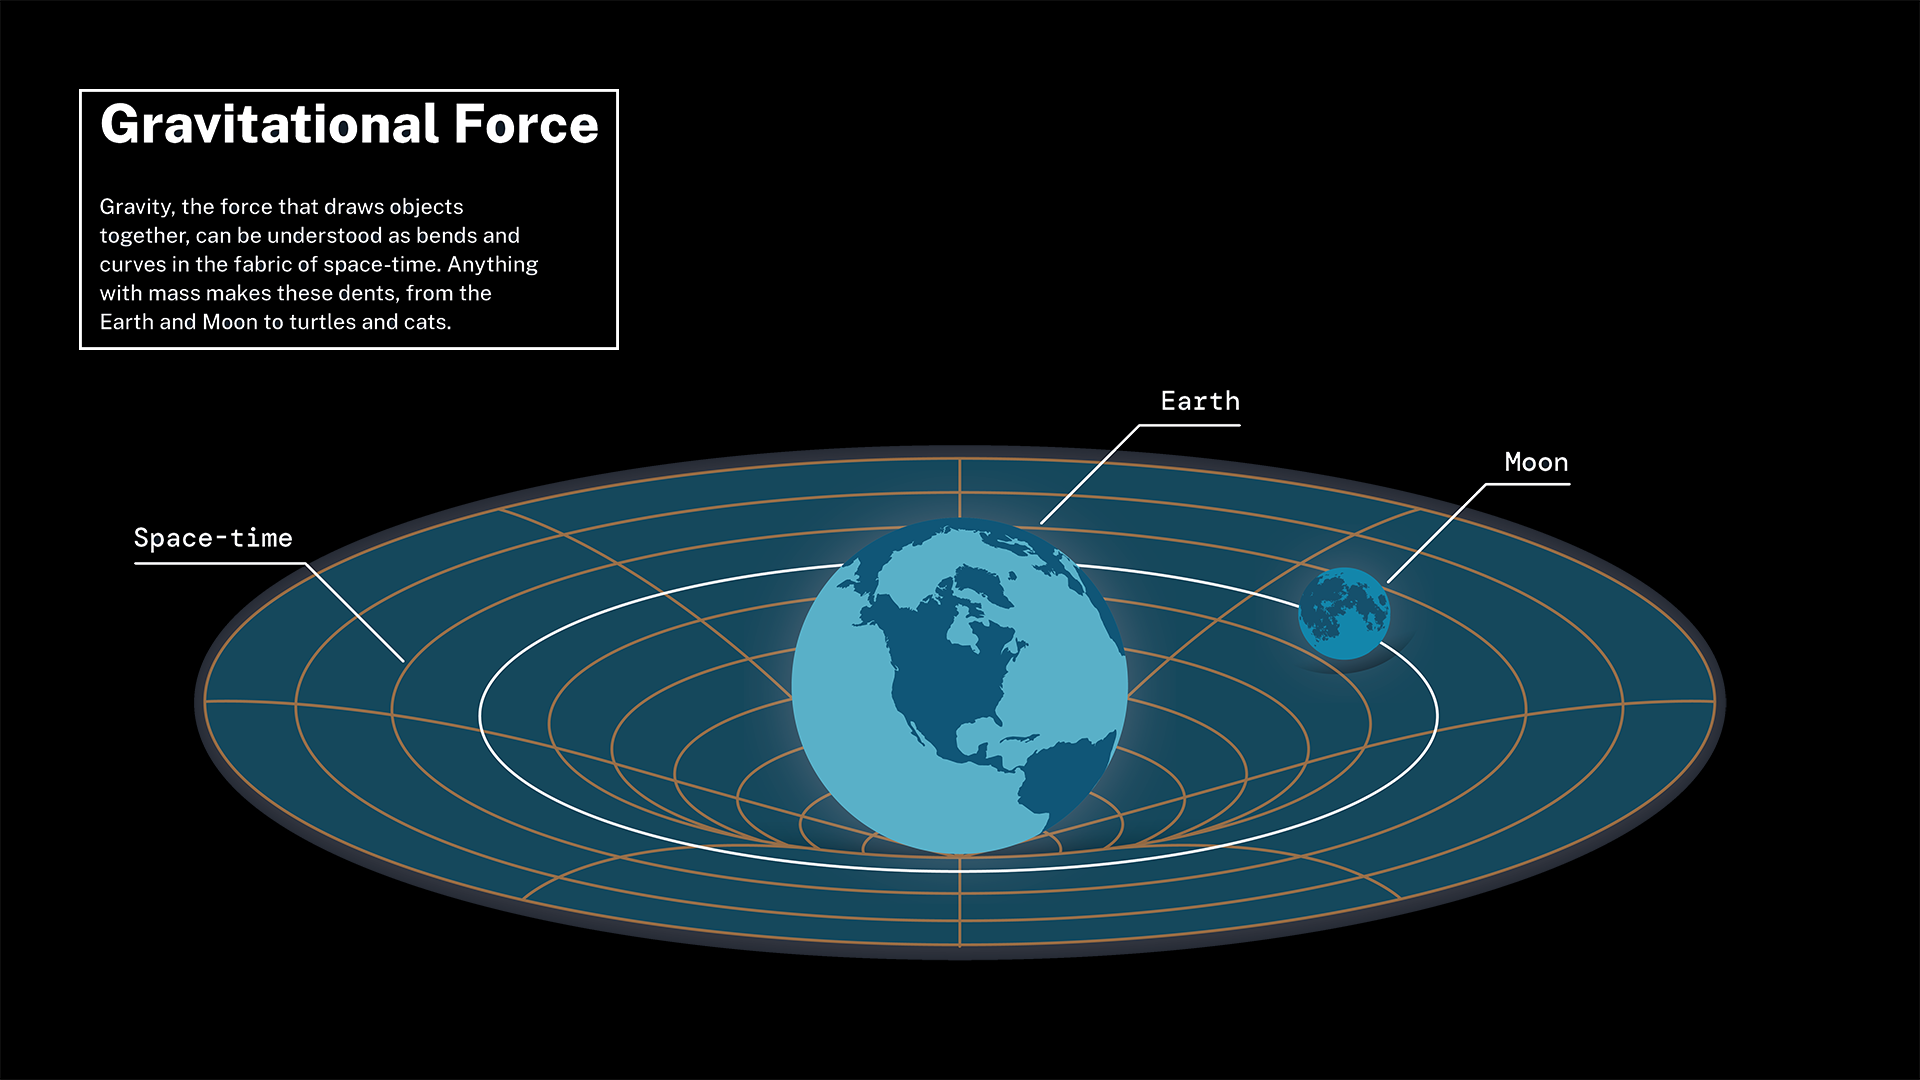 Gravitational Force
Gravity, the force that draws objects
together, can be understood as bends and
curves in the fabric of space-time. Anything
with mass makes these dents, from the
Earth and Moon to turtles and cats.
Earth
Moon
Space-time